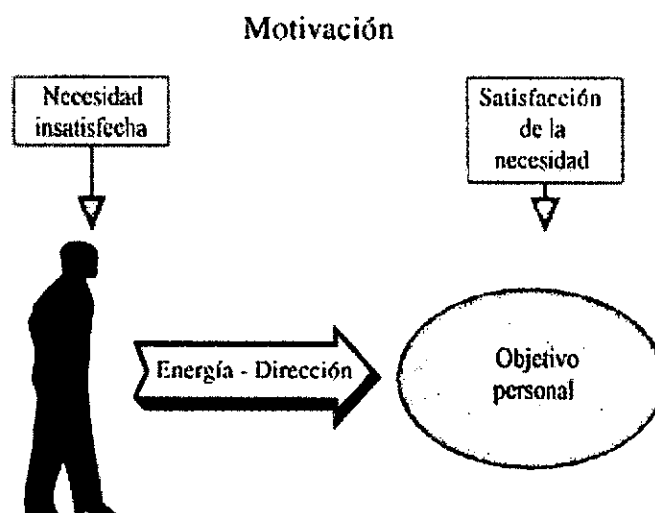 Motivación
Necesidad
insatisfecha
Satisfacción
de la
necesidad
Energía - Dirección
Objetivo
personal